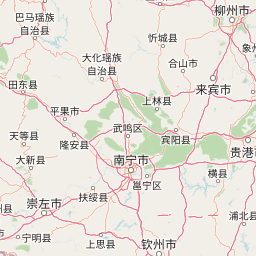 柳州市
巴马瑶族
自治县
忻城县
大化瑶族
自治县
合山市
象州
来宾市
田东县
上林县
平果市
武鸣区
宾阳县
天等县
隆安县
贵港市
大新县
南宁市
邕宁区
横县
扶绥县
崇左市
浦北县
宁明县
上思县
钦州市